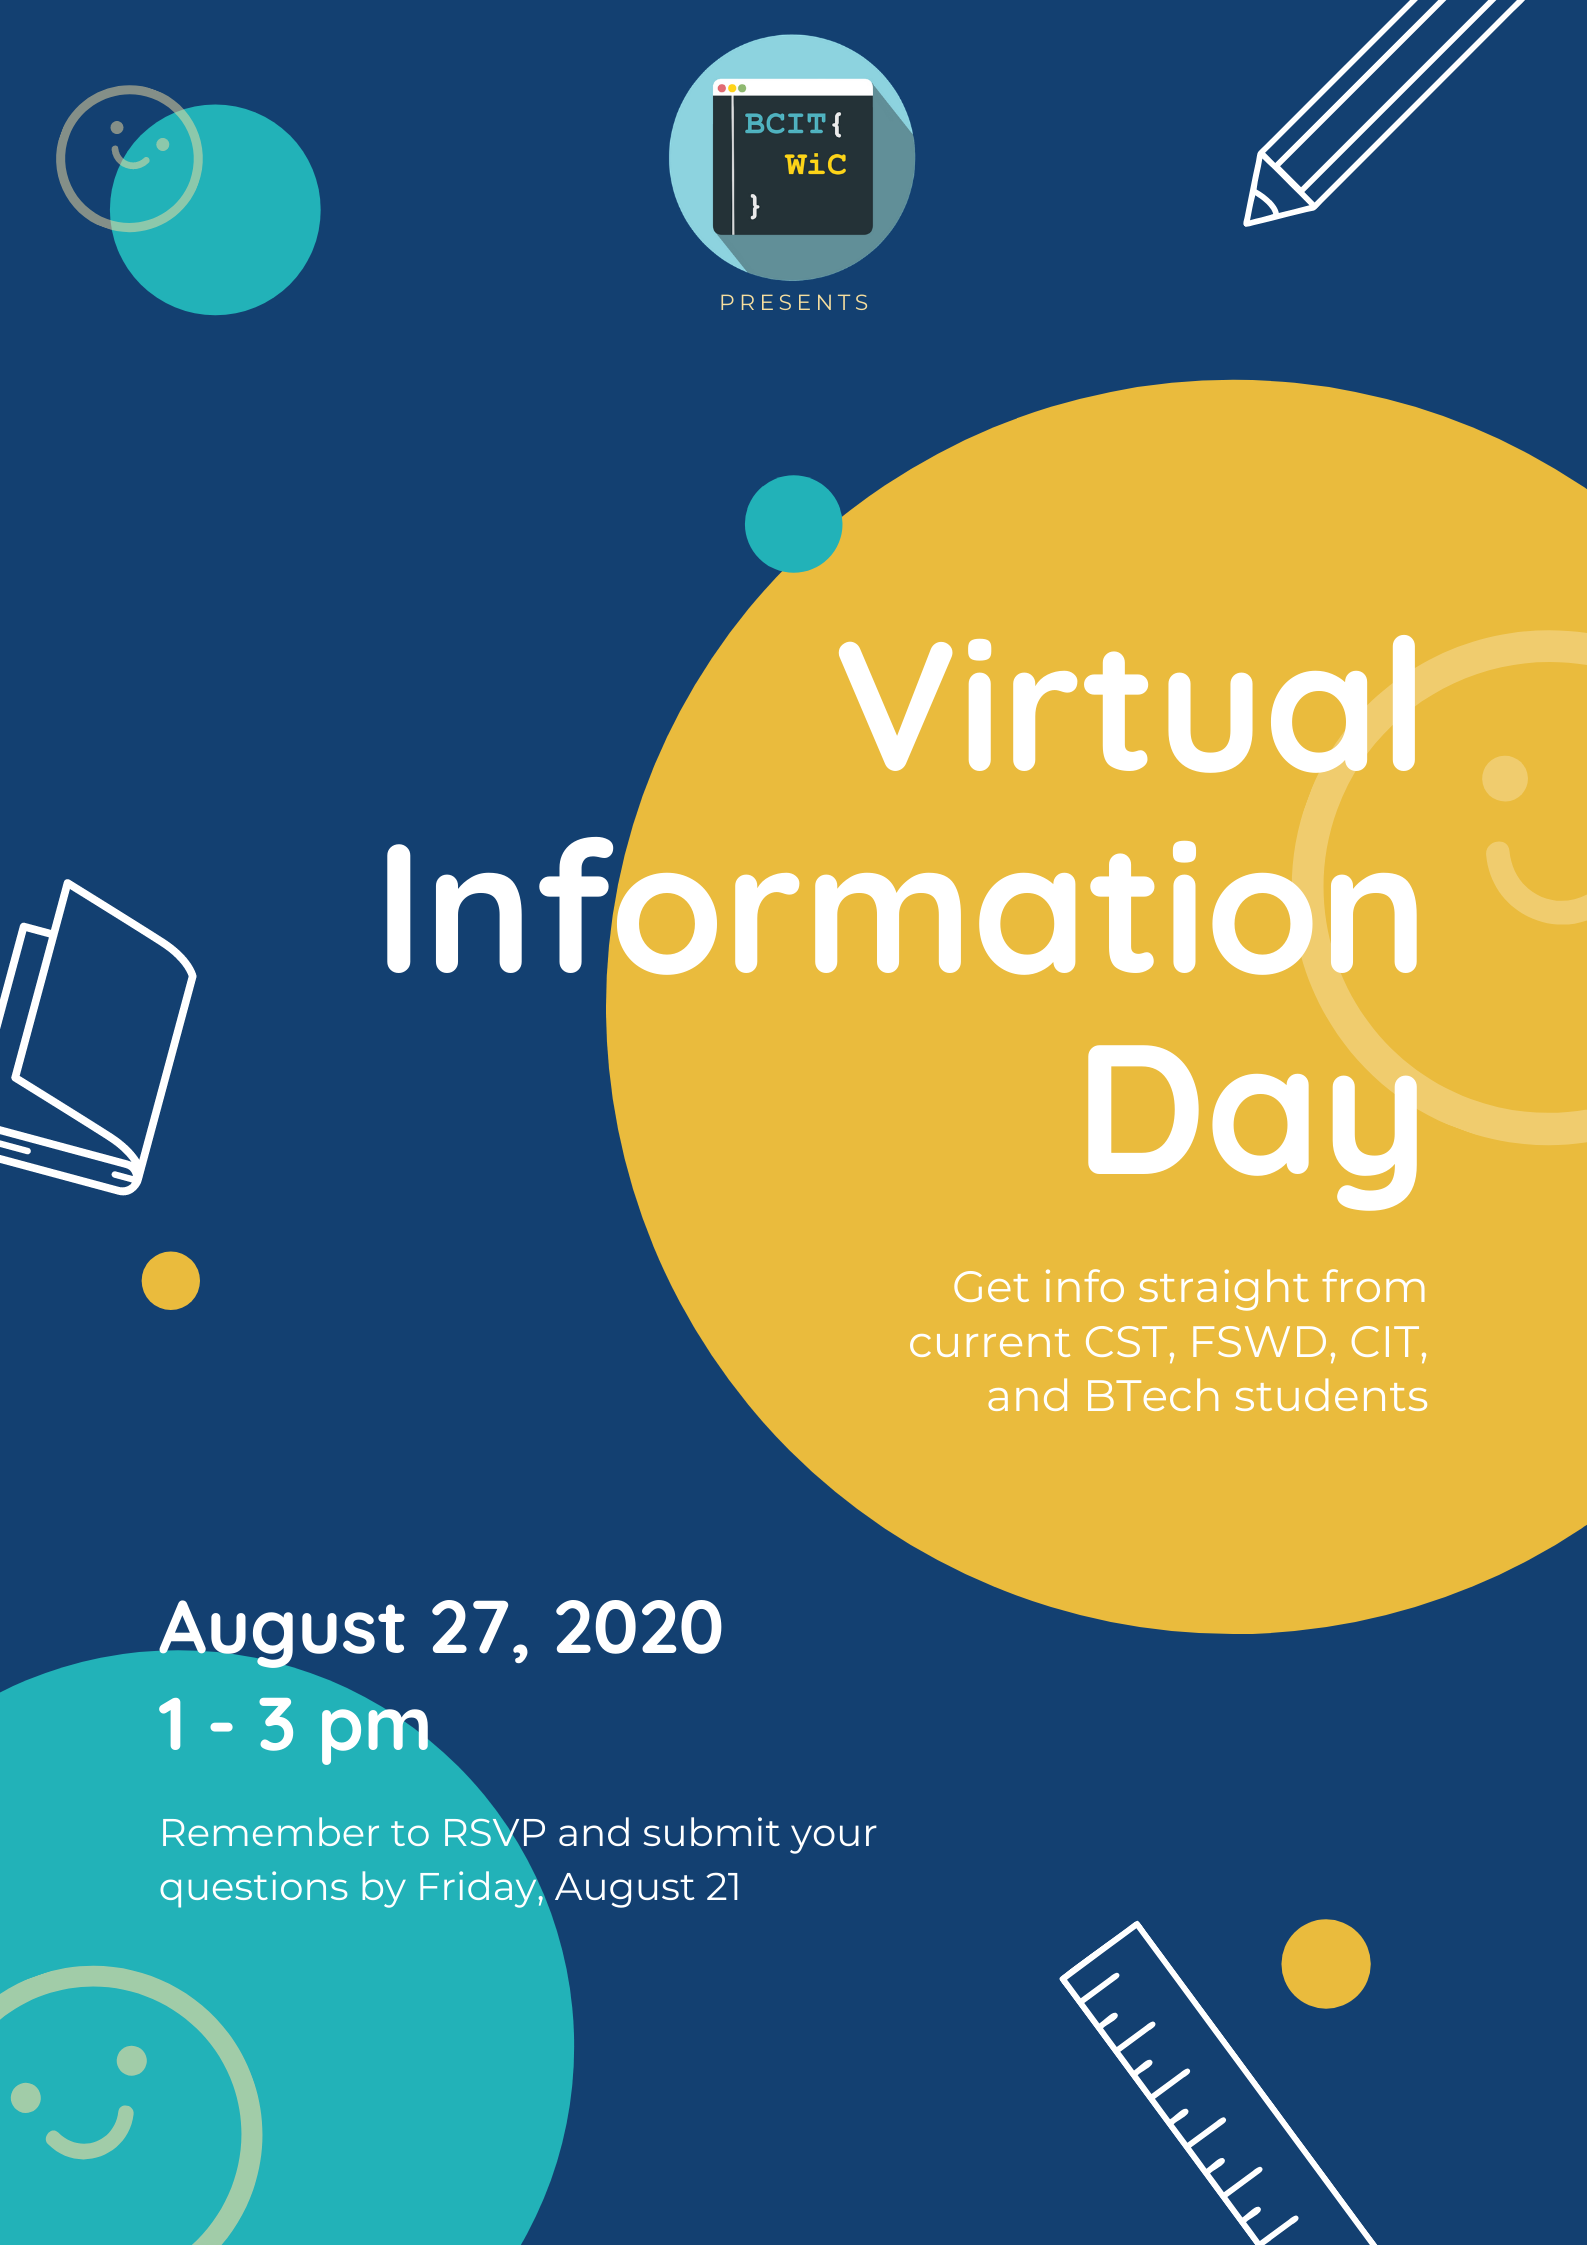 BCIT{
WiC
}
PRESENTS
Virtual
Information
Day
Get info straight from
current CST, FSWD, CIT,
and BTech students
August 27, 2020
1 - 3 pm
Remember to RSVP and submit your
questions by Friday, August 21